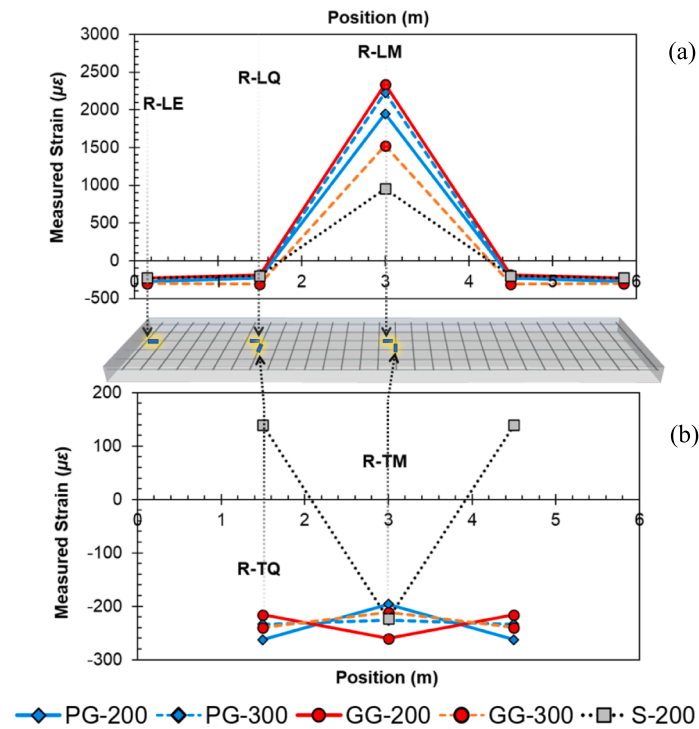 Position (m)
(a)
3000
2500
2000
1500
1000
500
0
-500
Measured Strain (με)
R-LE
R-LQ
R-LM
0 1 2 3 4 5 6
200
100
0
-100
-200
-300
Measured Strain (με)
(b)
R-TM
0 1 2 3 4 5 6
R-TQ
Position (m)
PG-200 PG-300 GG-200 GG-300 S-200